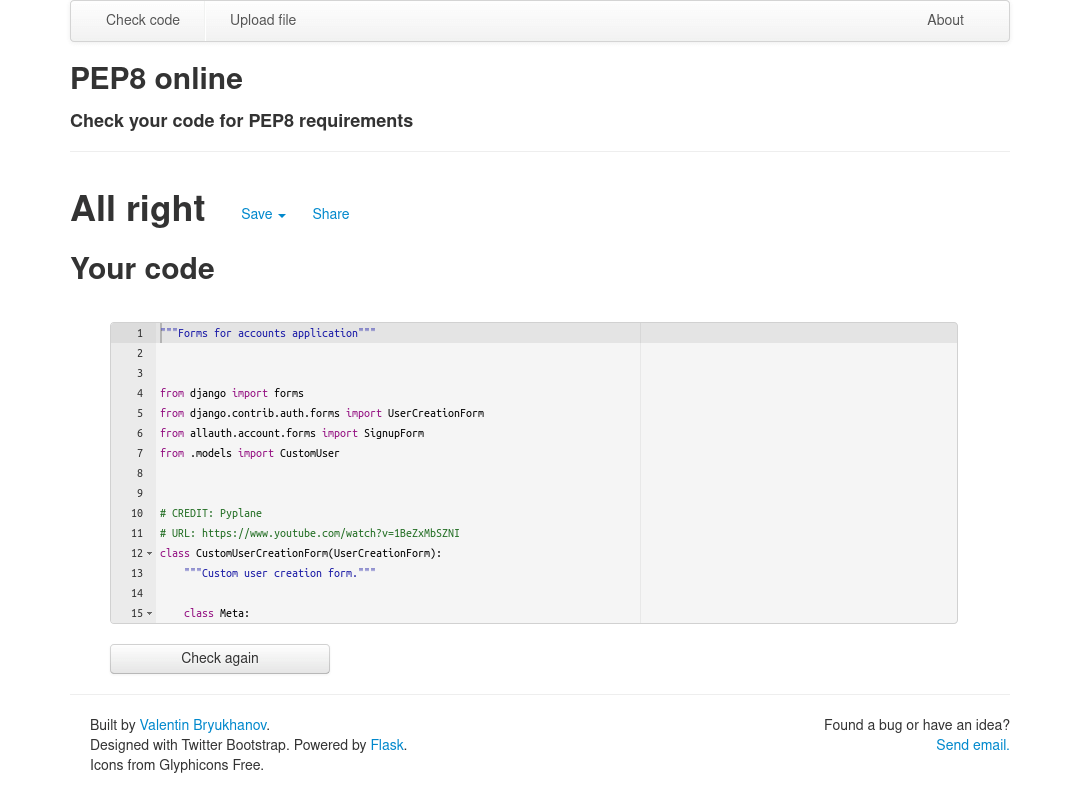 Check code Upload file About
PEP8 online
Check your code for PEP8 requirements
All right Save Share
Your code
1 """Forms for accounts application"""
2
3
4 from django import forms
5 from django.contrib.auth.forms import UserCreationForm
6 from allauth.account.forms import SignupForm
7 from .models import CustomUser
8
9
10 # CREDIT: Pyplane
11 # URL: https://www.youtube.com/watch?v=1BeZxMbSZNI
12 class CustomUserCreationForm(UserCreationForm):
13 """Custom user creation form."""
14
15 class Meta:
Check again
Built by Valentin Bryukhanov. Found a bug or have an idea?
Designed with Twitter Bootstrap. Powered by Flask. Send email.
Icons from Glyphicons Free.